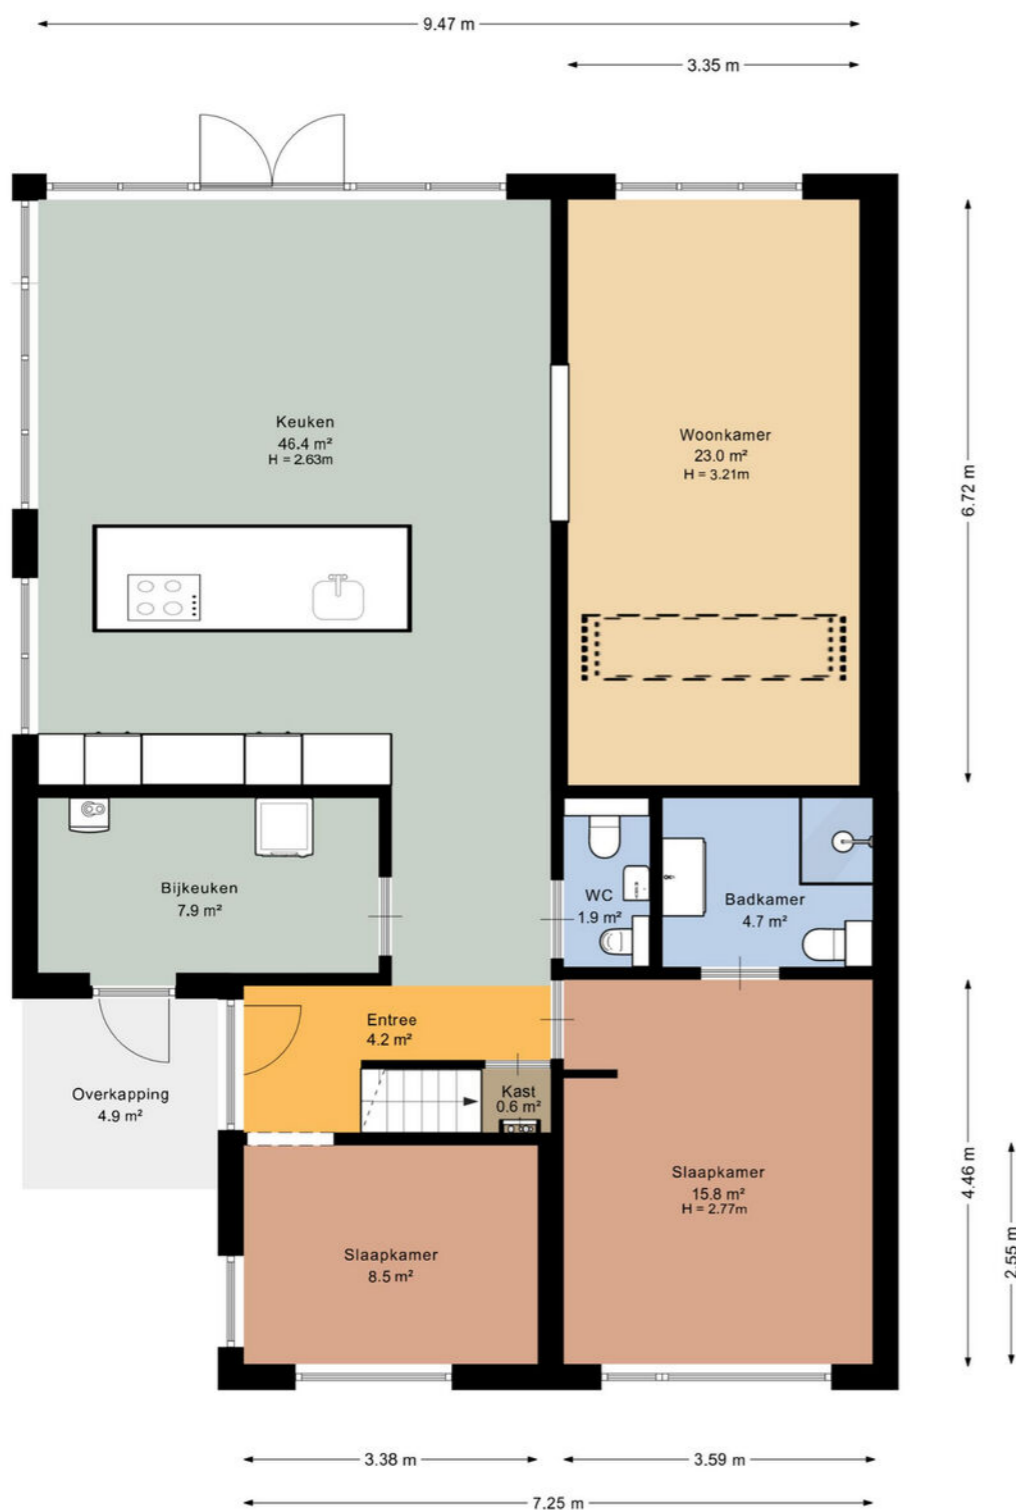 9.47 m
3.35 m
Keuken
46.4 m²
H = 2.63m
Woonkamer
23.0 m²
H = 3.21m
6.72 m
Bijkeuken
7.9 m²
WC
1.9 m²
Badkamer
4.7 m²
Entree
4.2 m²
Kast
0.6 m²
Overkapping
4.9 m²
Slaapkamer
15.8 m²
H = 2.77m
4.46 m
2.55 m
Slaapkamer
8.5 m²
3.38 m
3.59 m
7.25 m